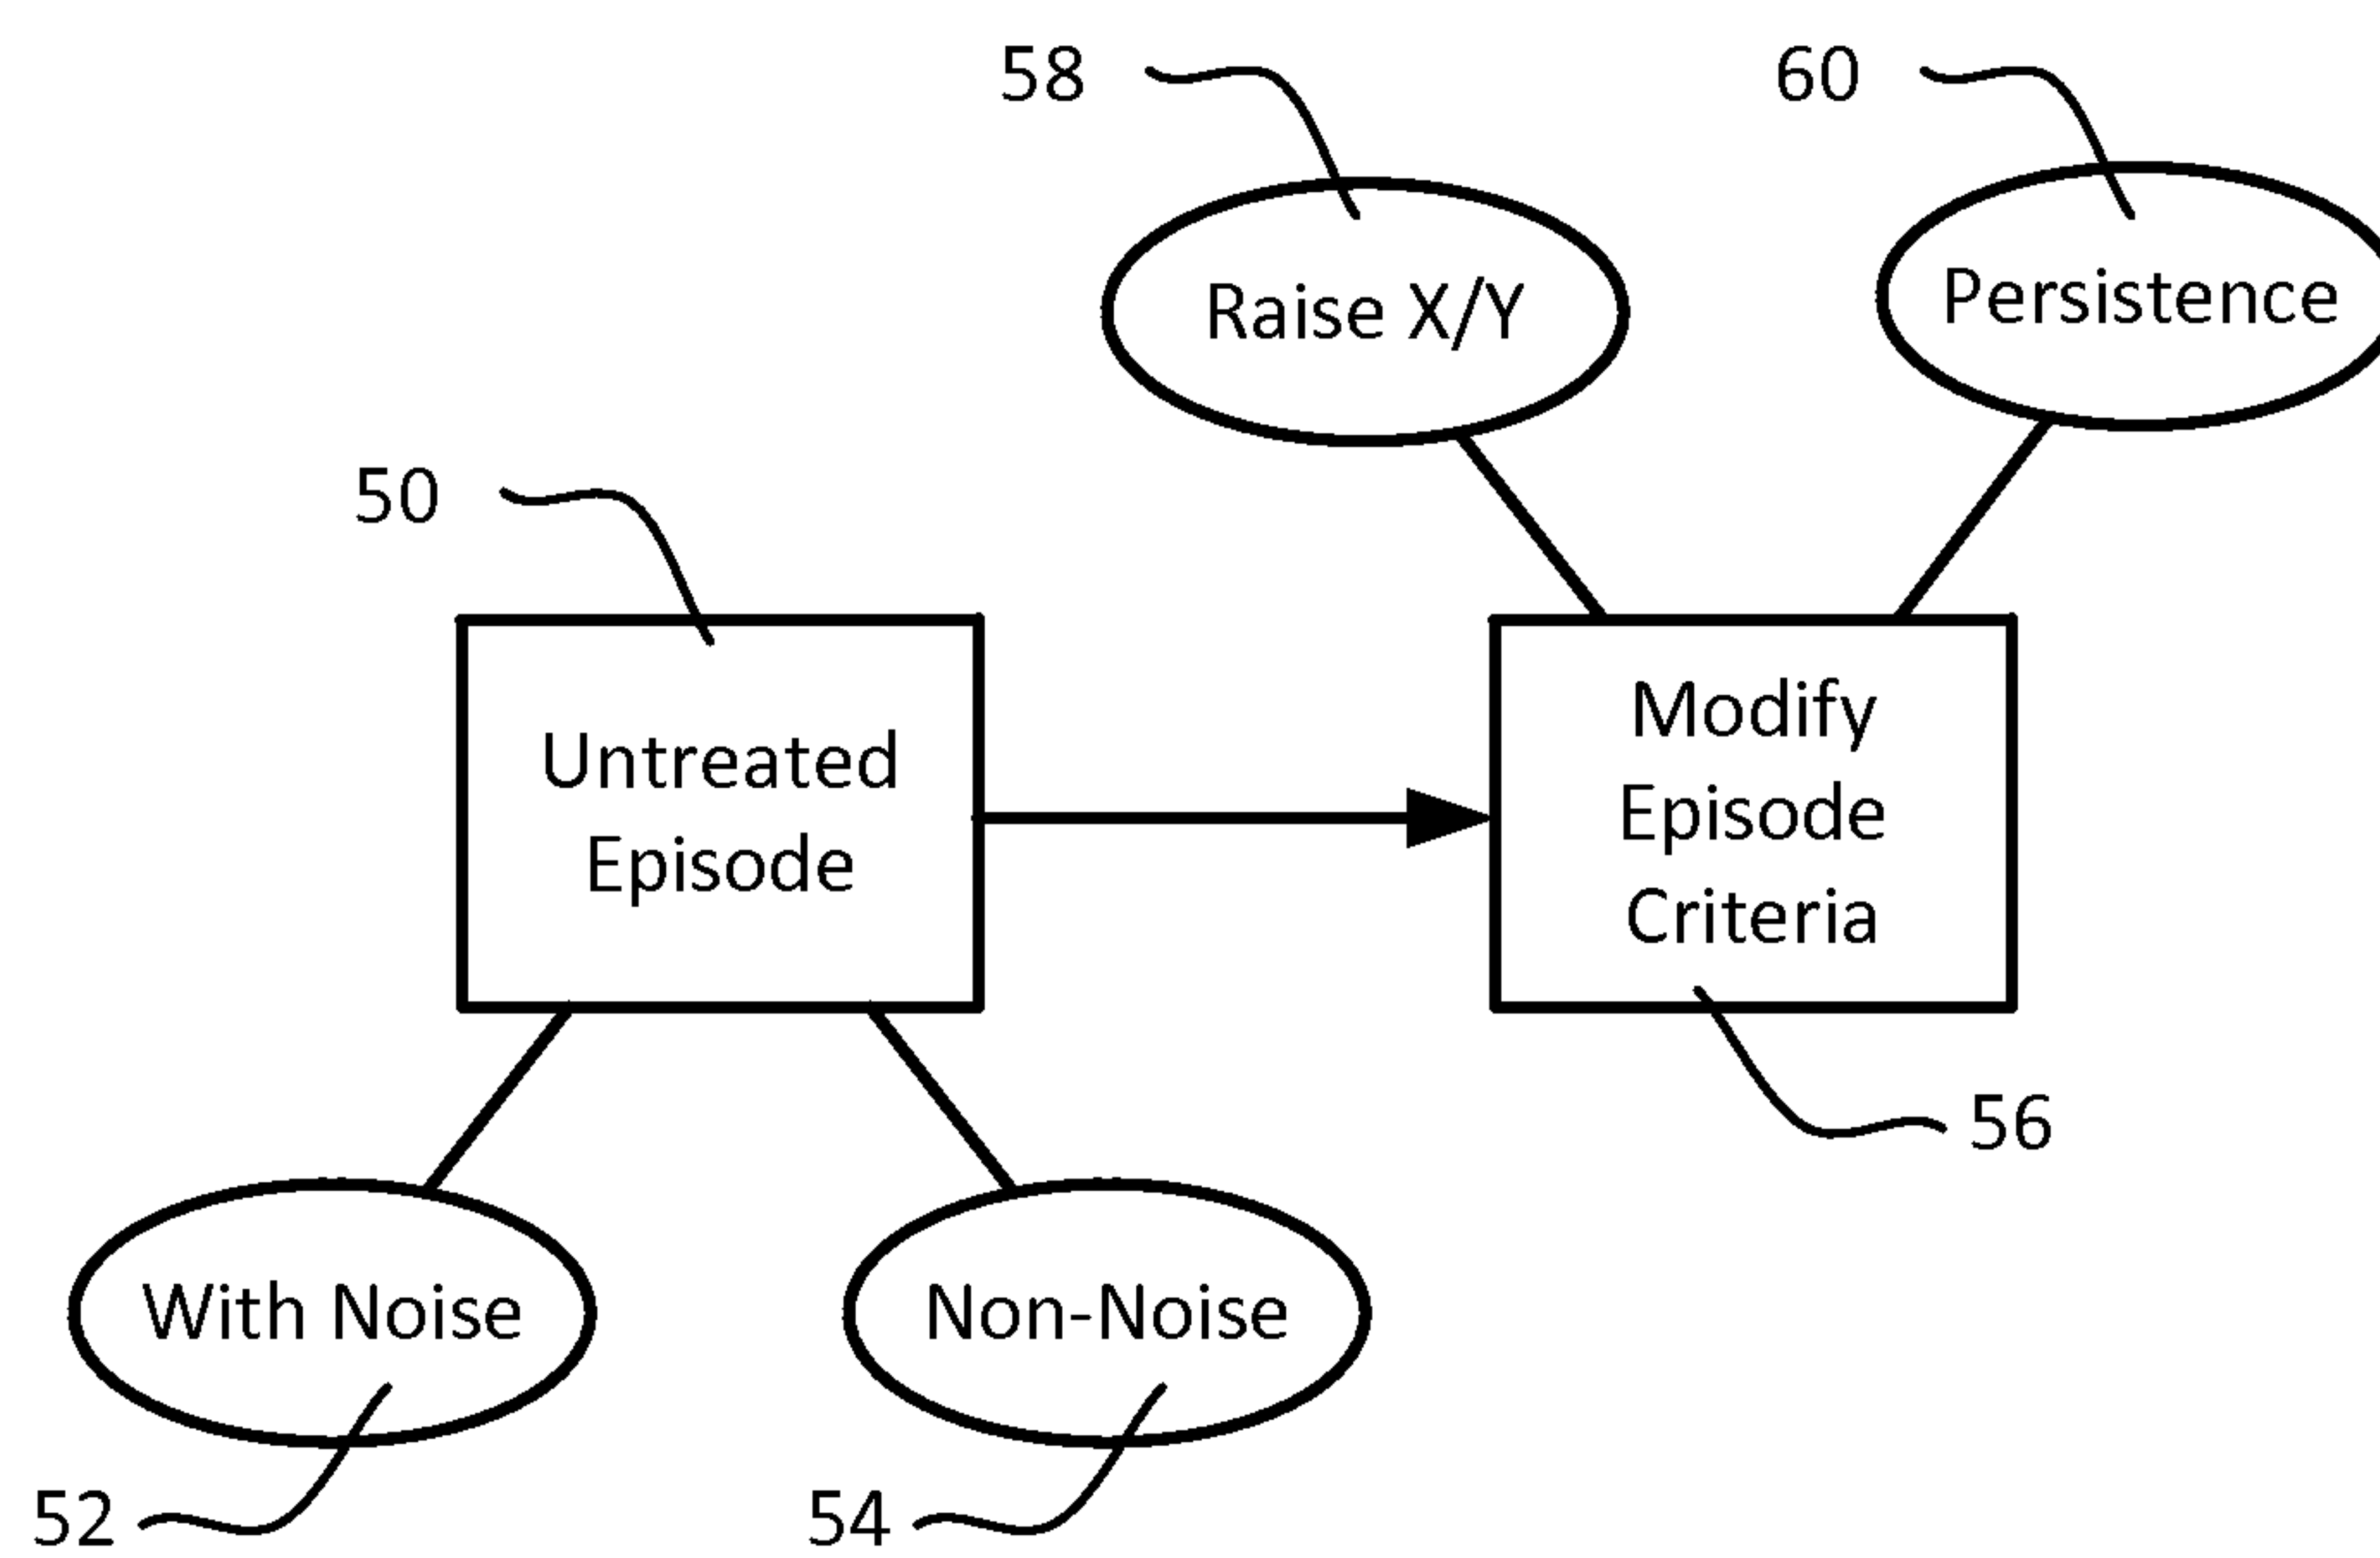 58
60
Raise X/Y
Persistence
50
Untreated
Episode
Modify
Episode
Criteria
56
With Noise
Non-Noise
52
54